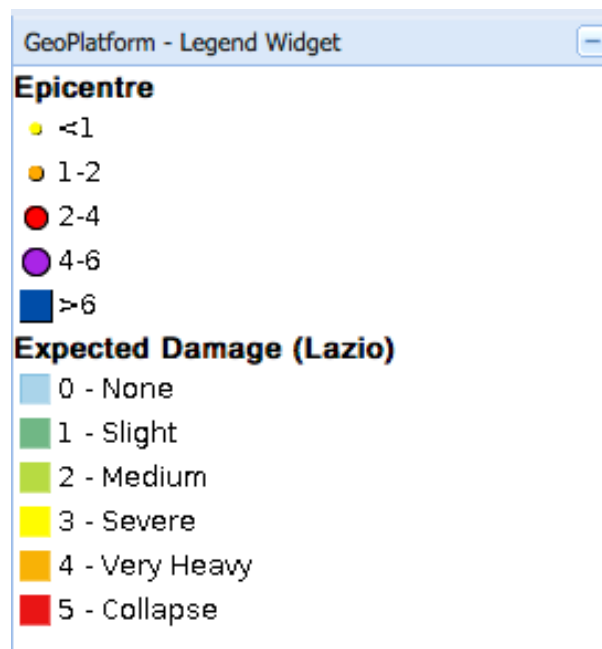 GeoPlatform - Legend Widget
Epicentre
<1
1-2
2-4
4-6
>6
Expected Damage (Lazio)
0 - None
1 - Slight
2 - Medium
3 - Severe
4 - Very Heavy
5 - Collapse